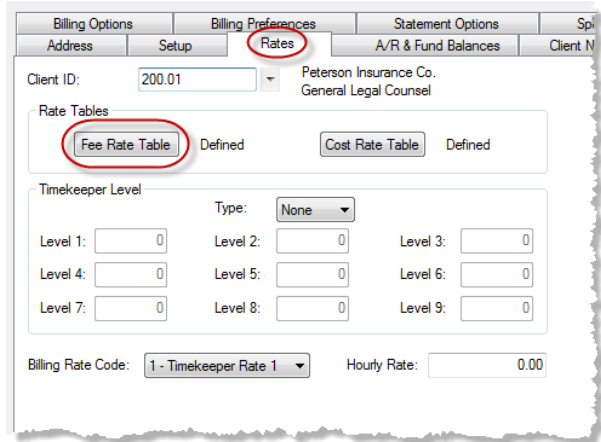 Billing Options Billing Preferences Statement Options
Address Setup Rates A/R & Fund Balances Client
Client ID: 200.01 Peterson Insurance Co.
General Legal Counsel
Rate Tables
Fee Rate Table Defined Cost Rate Table Defined
Timekeeper Level
Type: None
Level 1: 0 Level 2: 0 Level 3: 0
Level 4: 0 Level 5: 0 Level 6: 0
Level 7: 0 Level 8: 0 Level 9: 0
Billing Rate Code: 1 - Timekeeper Rate 1 Hourly Rate: 0.00